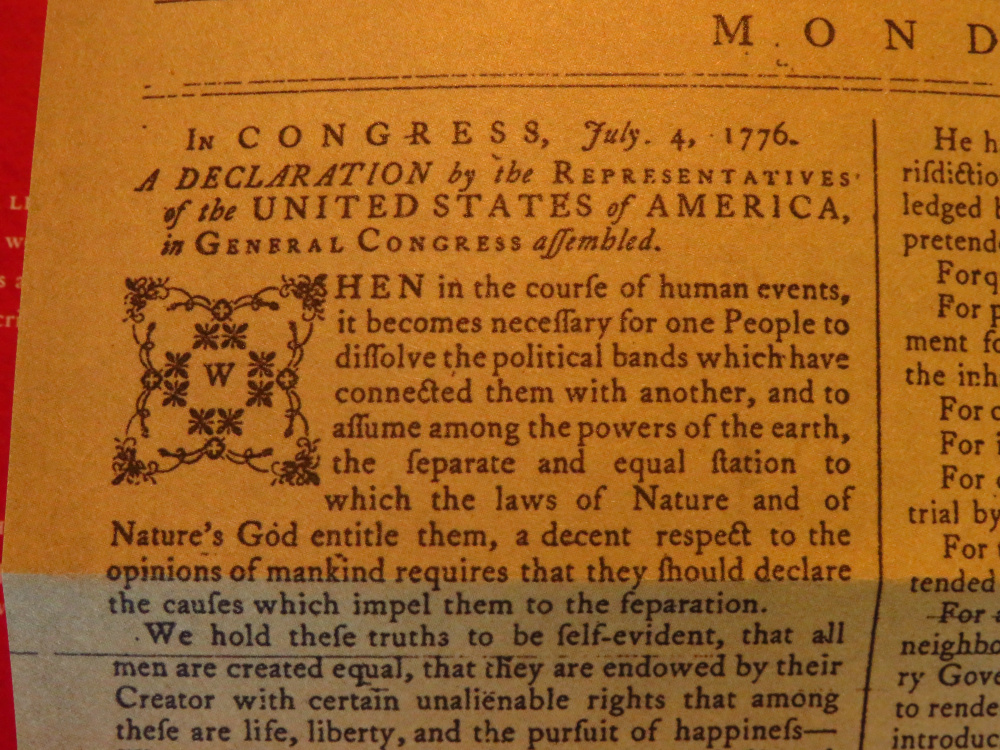 MOND
In CONGRESS, July. 4, 1776.
A DECLARATION by the REPRESENTATIVES
of the UNITED STATES of AMERICA,
in GENERAL CONGRESS aſſembled.
WHEN in the courſe of human events,
it becomes neceſſary for one People to
diſſolve the political bands which have
connected them with another, and to
aſſume among the powers of the earth,
the ſeparate and equal ſtation to
which the laws of Nature and of
Nature's God entitle them, a decent respect to the
opinions of mankind requires that they ſhould declare
the cauſes which impel them to the ſeparation.
We hold theſe truths to be ſelf-evident, that all
men are created equal, that they are endowed by their
Creator with certain unalienable rights that among
theſe are life, liberty, and the purſuit of happineſs—
He h
riſdictio
ledged
pretend
Forq
For p
ment fo
the inh
For
For
For
trial by
For
tended
For
neighbo
ry Gove
to rende
introduc